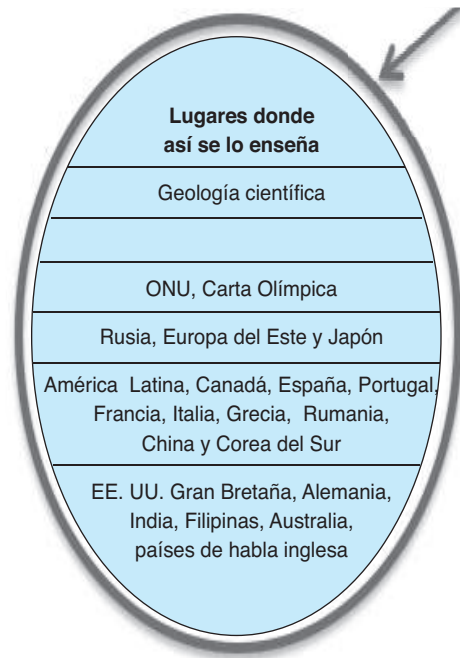 Lugares donde
así se lo enseña
Geología científica
ONU, Carta Olímpica
Rusia, Europa del Este y Japón
América Latina, Canadá, España, Portugal,
Francia, Italia, Grecia, Rumania,
China y Corea del Sur
EE. UU. Gran Bretaña, Alemania,
India, Filipinas, Australia,
países de habla inglesa